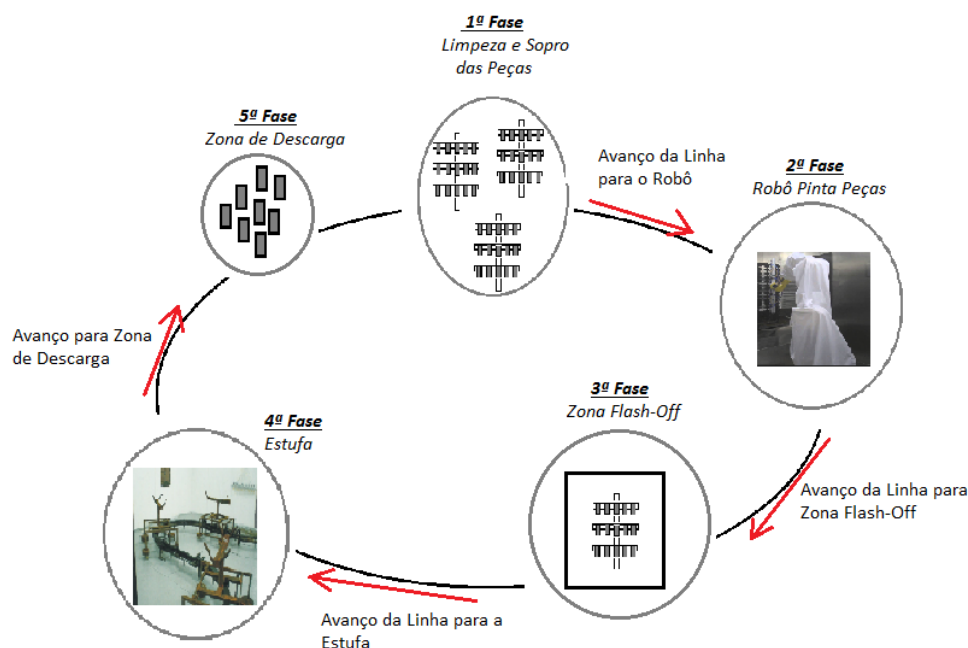 1ª Fase
Limpeza e Sopro
das Peças
5ª Fase
Zona de Descarga
Avanço da Linha
para o Robô
2ª Fase
Robô Pinta Peças
Avanço para Zona
de Descarga
3ª Fase
Zona Flash-Off
4ª Fase
Estufa
Avanço da Linha para
Zona Flash-Off
Avanço da Linha para a
Estufa